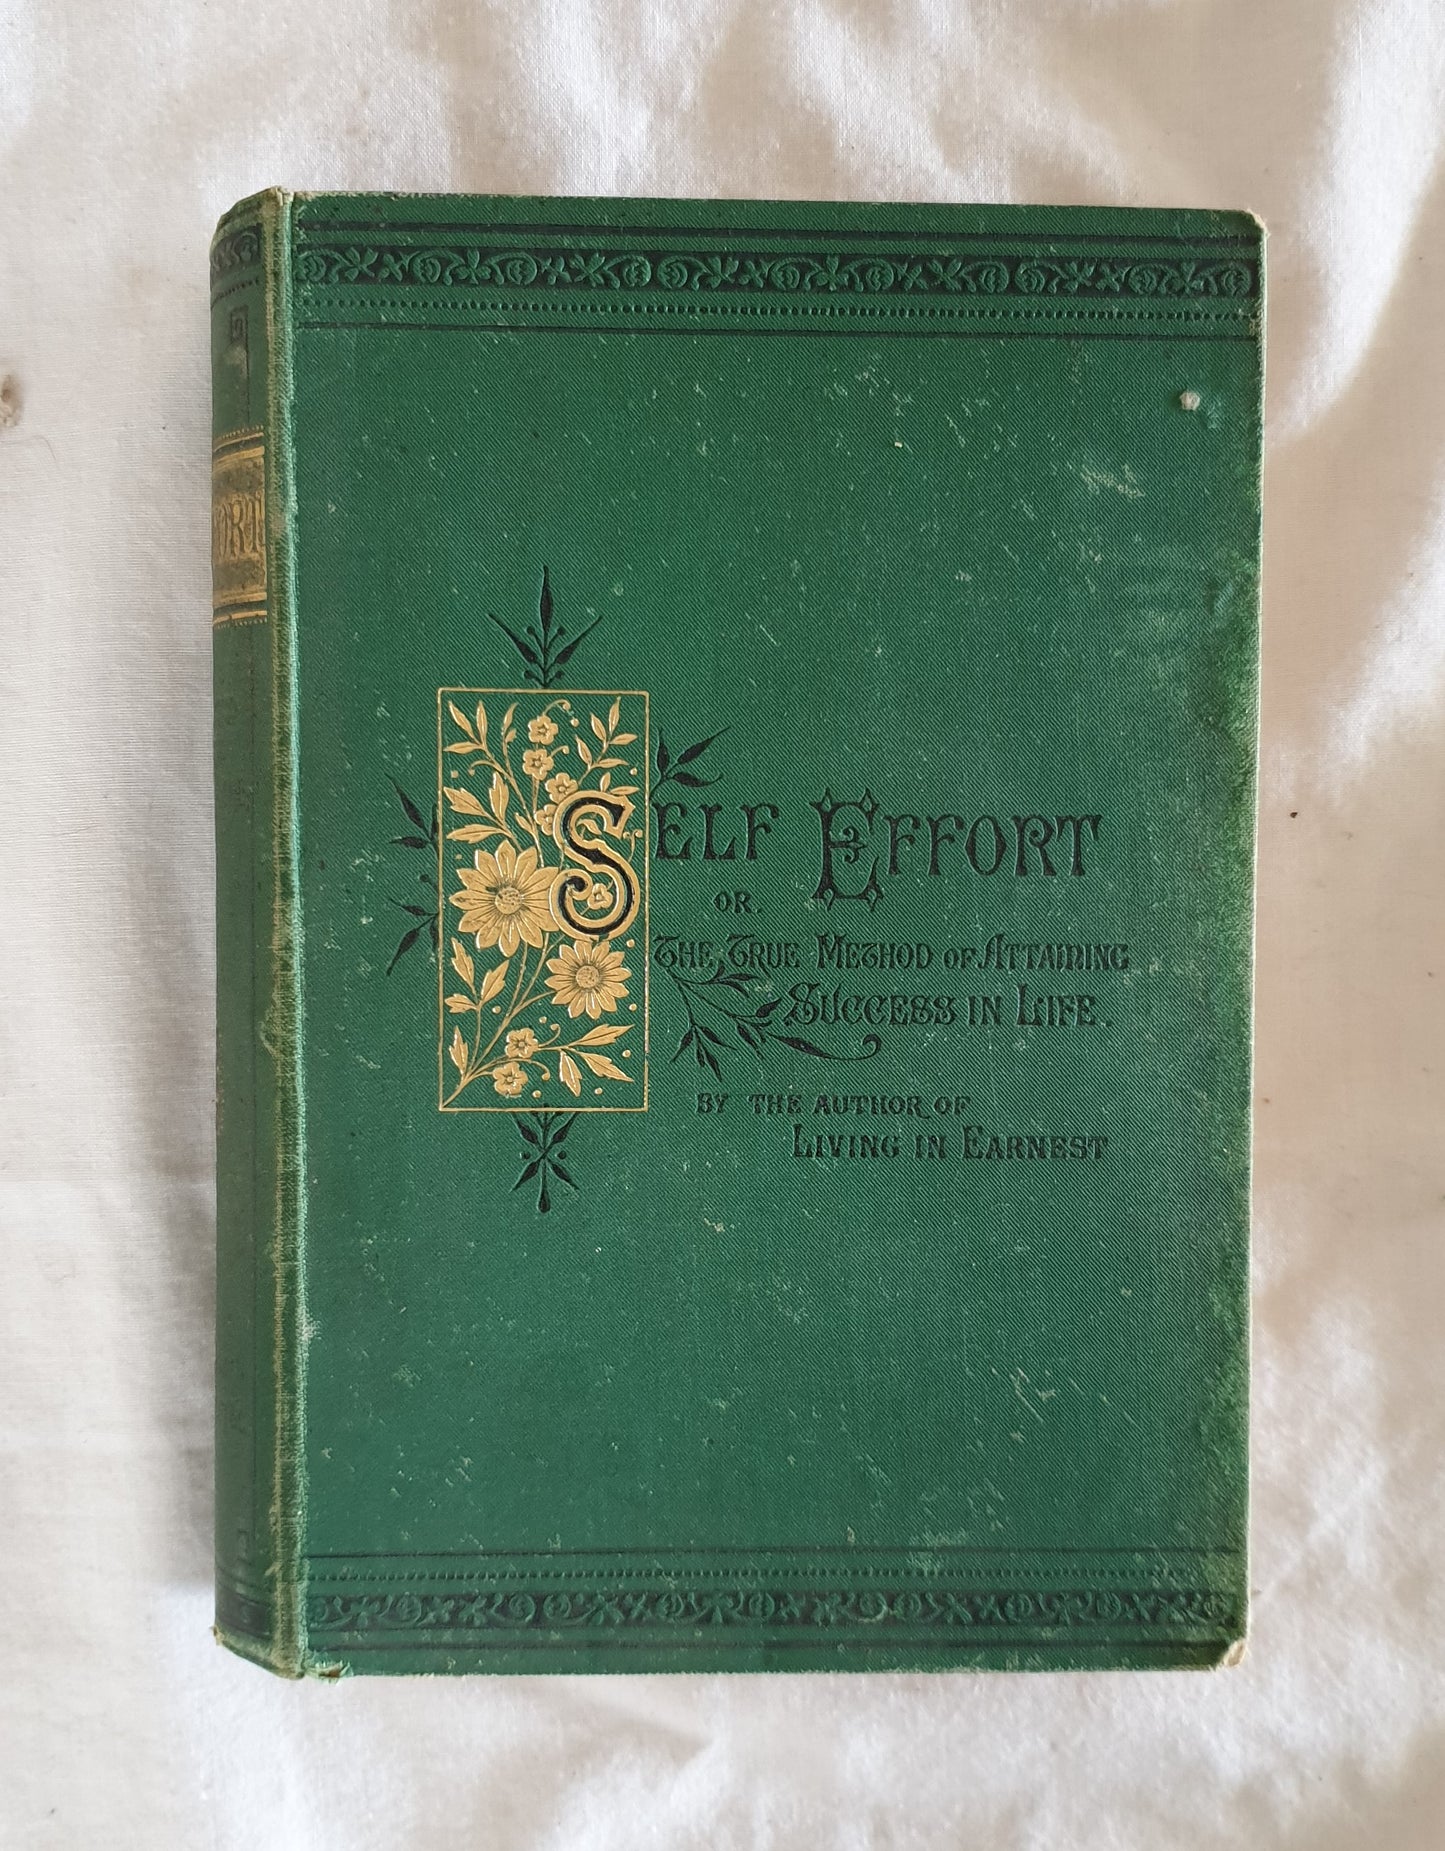 SELF EFFORT
OR.
THE TRUE METHOD OF ATTAINING
SUCCESS IN LIFE.
BY THE AUTHOR OF
LIVING IN EARNEST